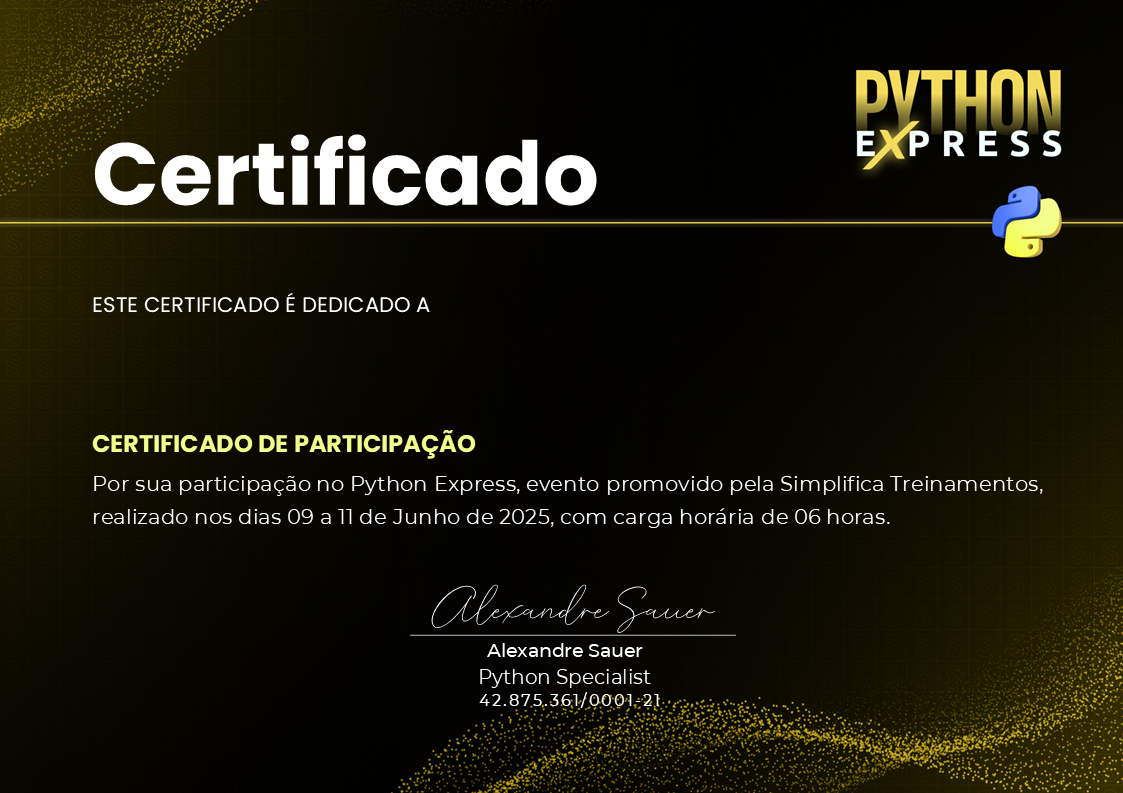 PYTHON
EXPRESS
Certificado
ESTE CERTIFICADO É DEDICADO A
CERTIFICADO DE PARTICIPAÇÃO
Por sua participação no Python Express, evento promovido pela Simplifica Treinamentos,
realizado nos dias 09 a 11 de Junho de 2025, com carga horária de 06 horas.
Alexandre Sauer
Alexandre Sauer
Python Specialist
42.875.361/0001-21